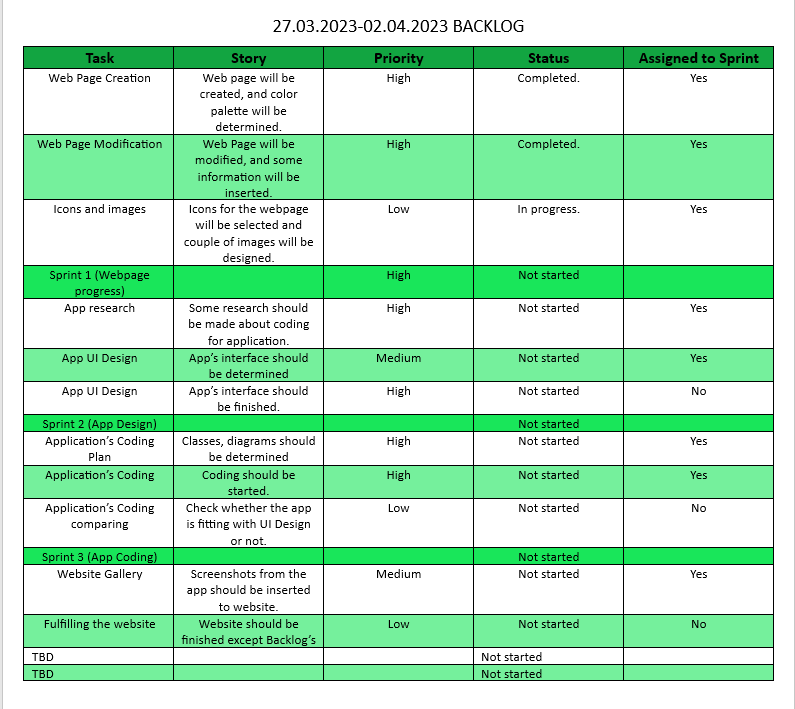 27.03.2023-02.04.2023 BACKLOG
Task Story Priority Status Assigned to Sprint
Web Page Creation Web page will be High Completed. Yes
created, and color
palette will be
determined.
Web Page Modification Web Page will be High Completed. Yes
modified, and some
information will be
inserted.
Icons and images Icons for the webpage Low In progress. Yes
will be selected and
couple of images will be
designed.
Sprint 1 (Webpage High Not started
progress)
App research Some research should High Not started Yes
be made about coding
for application.
App UI Design App’s interface should Medium Not started Yes
be determined
App UI Design App’s interface should High Not started No
be finished.
Sprint 2 (App Design) Not started
Application’s Coding Classes, diagrams should High Not started Yes
Plan be determined
Application’s Coding Coding should be High Not started Yes
started.
Application’s Coding Check whether the app Low Not started No
comparing is fitting with UI Design
or not.
Sprint 3 (App Coding) Not started
Website Gallery Screenshots from the Medium Not started Yes
app should be inserted
to website.
Fulfilling the website Website should be Low Not started No
finished except Backlog’s
TBD Not started
TBD Not started